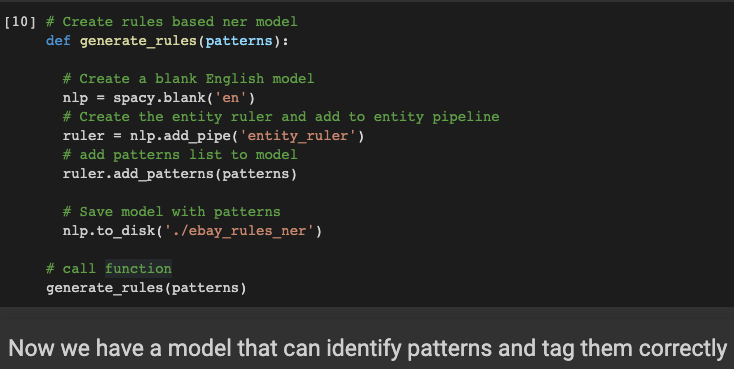 [10] # Create rules based ner model
def generate_rules(patterns):
# Create a blank English model
nlp = spacy.blank('en')
# Create the entity ruler and add to entity pipeline
ruler = nlp.add_pipe('entity_ruler')
# add patterns list to model
ruler.add_patterns(patterns)
# Save model with patterns
nlp.to_disk('./ebay_rules_ner')
# call function
generate_rules(patterns)
Now we have a model that can identify patterns and tag them correctly